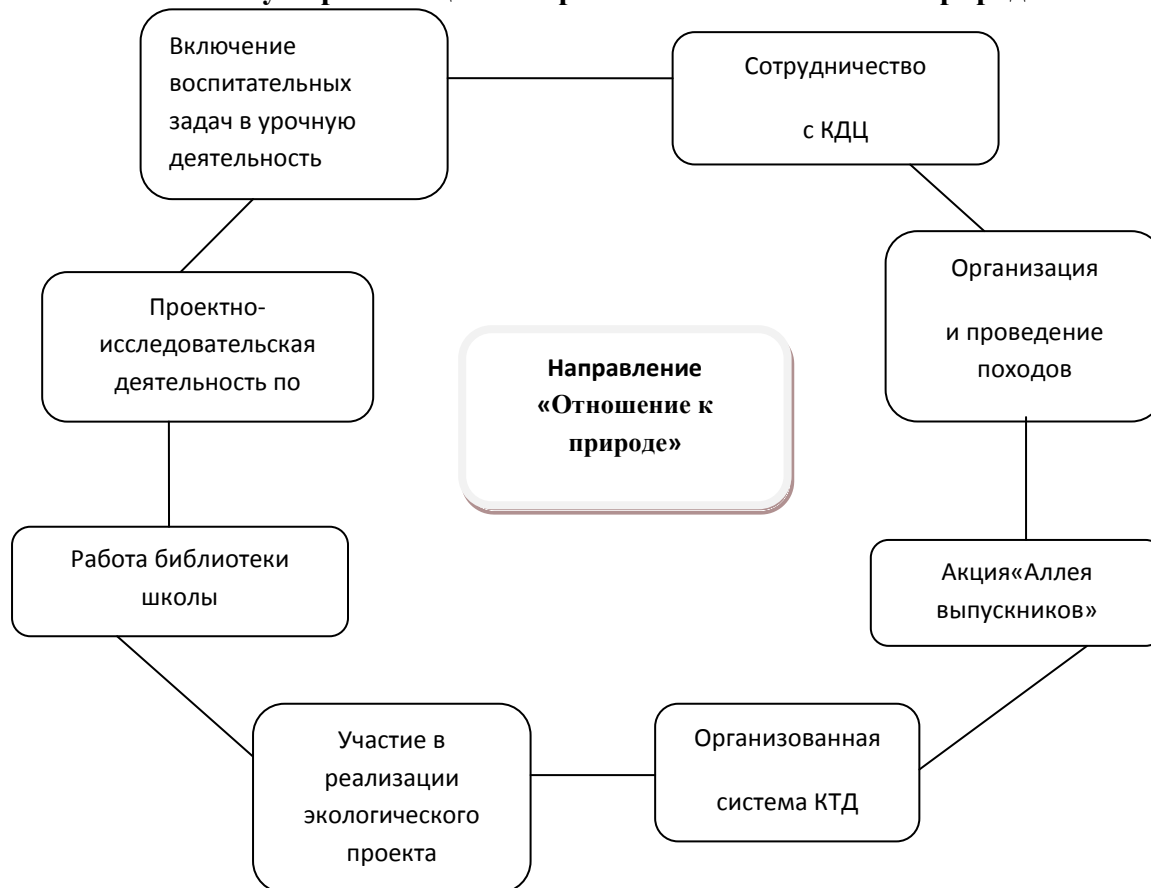 Включение
воспитательных
задач в урочную
деятельность
Сотрудничество
с КДЦ
Организация
и проведение
походов
Проектно-
исследовательская
деятельность по
Направление
«Отношение к
природе»
Работа библиотеки
школы
Акция«Аллея
выпускников»
Участие в
реализации
экологического
проекта
Организованная
система КТД